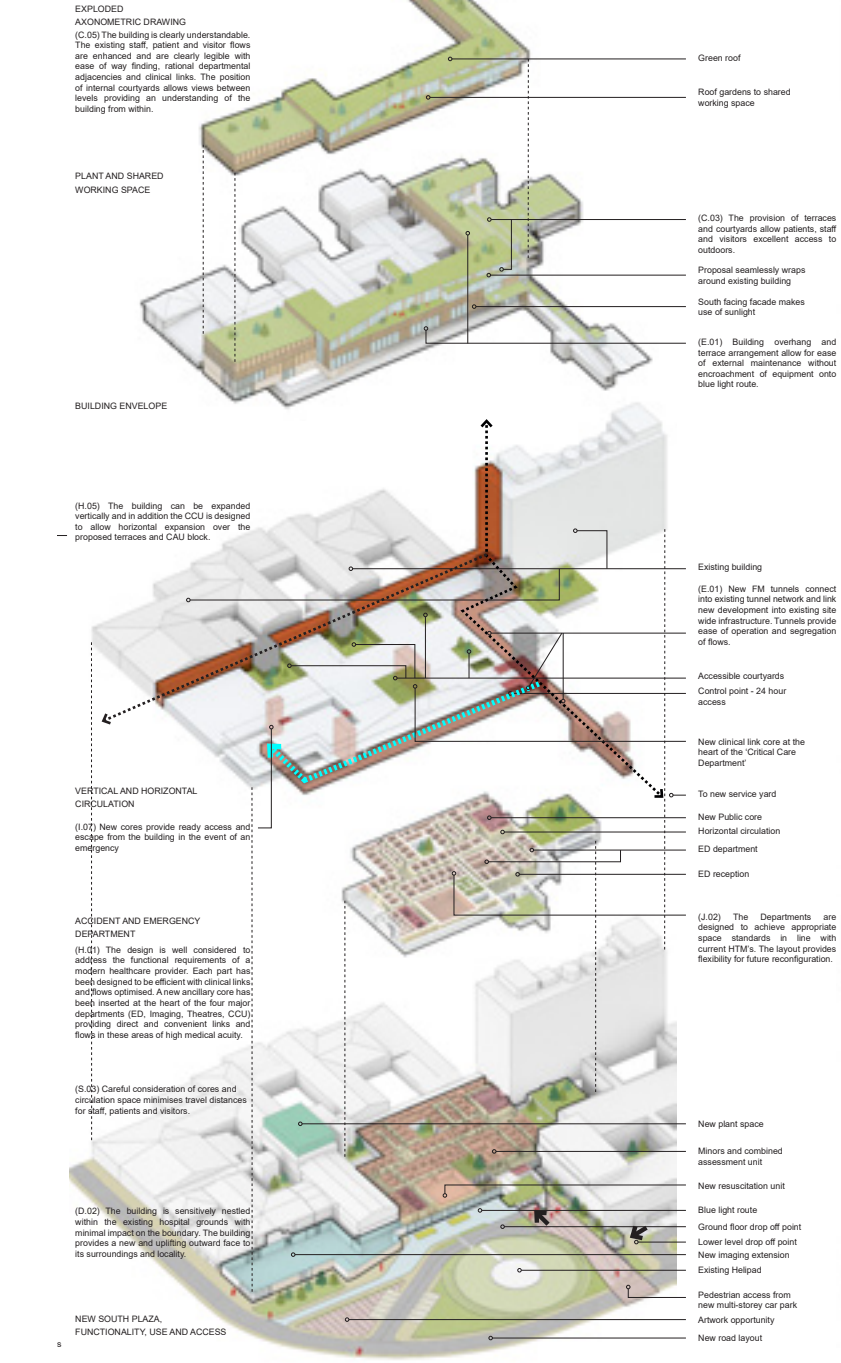 EXPLODED
AXONOMETRIC DRAWING
(C.05) The building is clearly understandable.
The existing staff, patient and visitor flows
are enhanced and are clearly legible with
ease of way finding, rational departmental
adjacencies and clinical links. The position
of internal courtyards allows views between
levels providing an understanding of the
building from within.
Green roof
Roof gardens to shared
working space
PLANT AND SHARED
WORKING SPACE
(C.03) The provision of terraces
and courtyards allow patients, staff
and visitors excellent access to
outdoors.
Proposal seamlessly wraps
around existing building
South facing facade makes
use of sunlight
(E.01) Building overhang and
terrace arrangement allow for ease
of external maintenance without
encroachment of equipment onto
blue light route.
BUILDING ENVELOPE
(H.05) The building can be expanded
vertically and in addition the CCU is designed
to allow horizontal expansion over the
proposed terraces and CAU block.
Existing building
(E.01) New FM tunnels connect
into existing tunnel network and link
new development into existing site
wide infrastructure. Tunnels provide
ease of operation and segregation
of flows.
Accessible courtyards
Control point - 24 hour
access
New clinical link core at the
heart of the 'Critical Care
Department'
To new service yard
VERTICAL AND HORIZONTAL
CIRCULATION
(I.07) New cores provide ready access and
escape from the building in the event of an
emergency
New Public core
Horizontal circulation
ED department
ED reception
(J.02) The Departments are
designed to achieve appropriate
space standards in line with
current HTM's. The layout provides
flexibility for future reconfiguration.
ACCIDENT AND EMERGENCY
DEPARTMENT
(H.01) The design is well considered to
address the functional requirements of a
modern healthcare provider. Each part has
been designed to be efficient with clinical links
and flows optimised. A new ancillary core has
been inserted at the heart of the four major
departments (ED, Imaging, Theatres, CCU)
providing direct and convenient links and
flows in these areas of high medical acuity.
(S.03) Careful consideration of cores and
circulation space minimises travel distances
for staff, patients and visitors.
New plant space
Minors and combined
assessment unit
New resuscitation unit
Blue light route
Ground floor drop off point
Lower level drop off point
New imaging extension
Existing Helipad
Pedestrian access from
new multi-storey car park
Artwork opportunity
New road layout
(D.02) The building is sensitively nestled
within the existing hospital grounds with
minimal impact on the boundary. The building
provides a new and uplifting outward face to
its surroundings and locality.
NEW SOUTH PLAZA,
FUNCTIONALITY, USE AND ACCESS
s